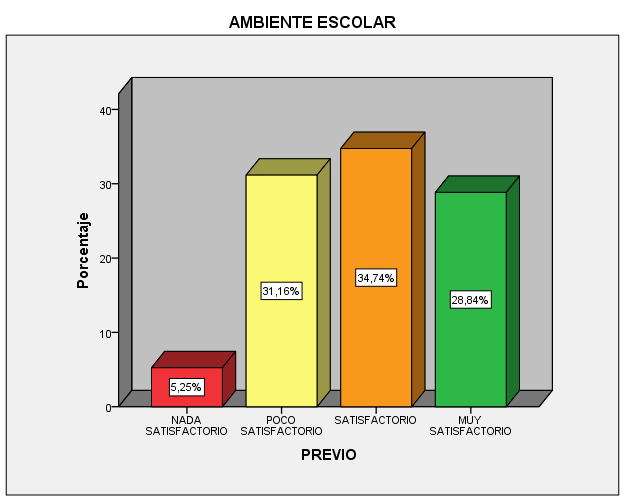 AMBIENTE ESCOLAR
40
30
20
10
0
Porcentaje
5,25%
31,16%
34,74%
28,84%
NADA
SATISFACTORIO
POCO
SATISFACTORIO
SATISFACTORIO
MUY
SATISFACTORIO
PREVIO